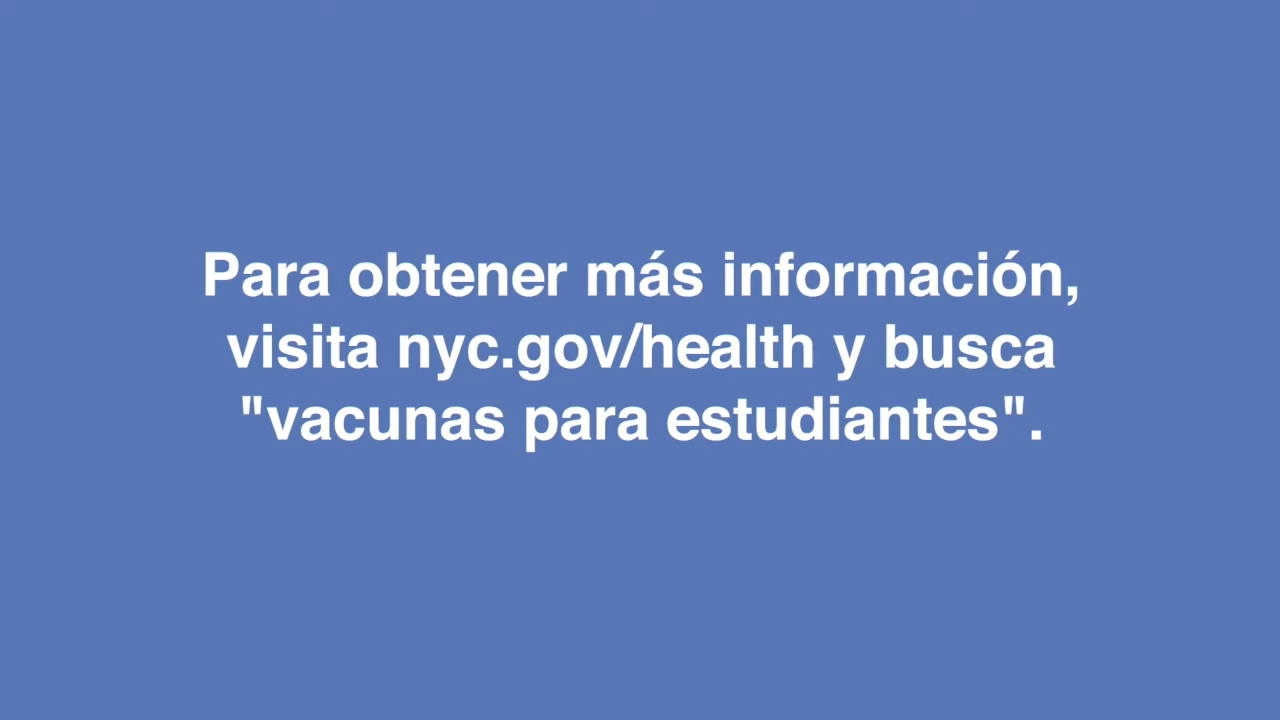 Para obtener más información,
visita nyc.gov/health y busca
"vacunas para estudiantes".